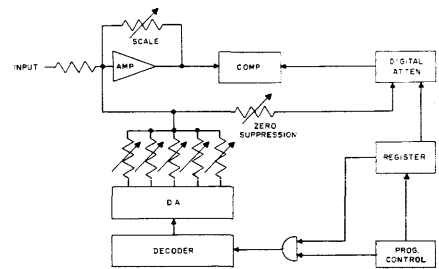 SCALE
INPUT
AMP
COMP
DIGITAL
ATTEN
ZERO
SUPPRESSION
REGISTER
D.A
DECODER
PROG.
CONTROL